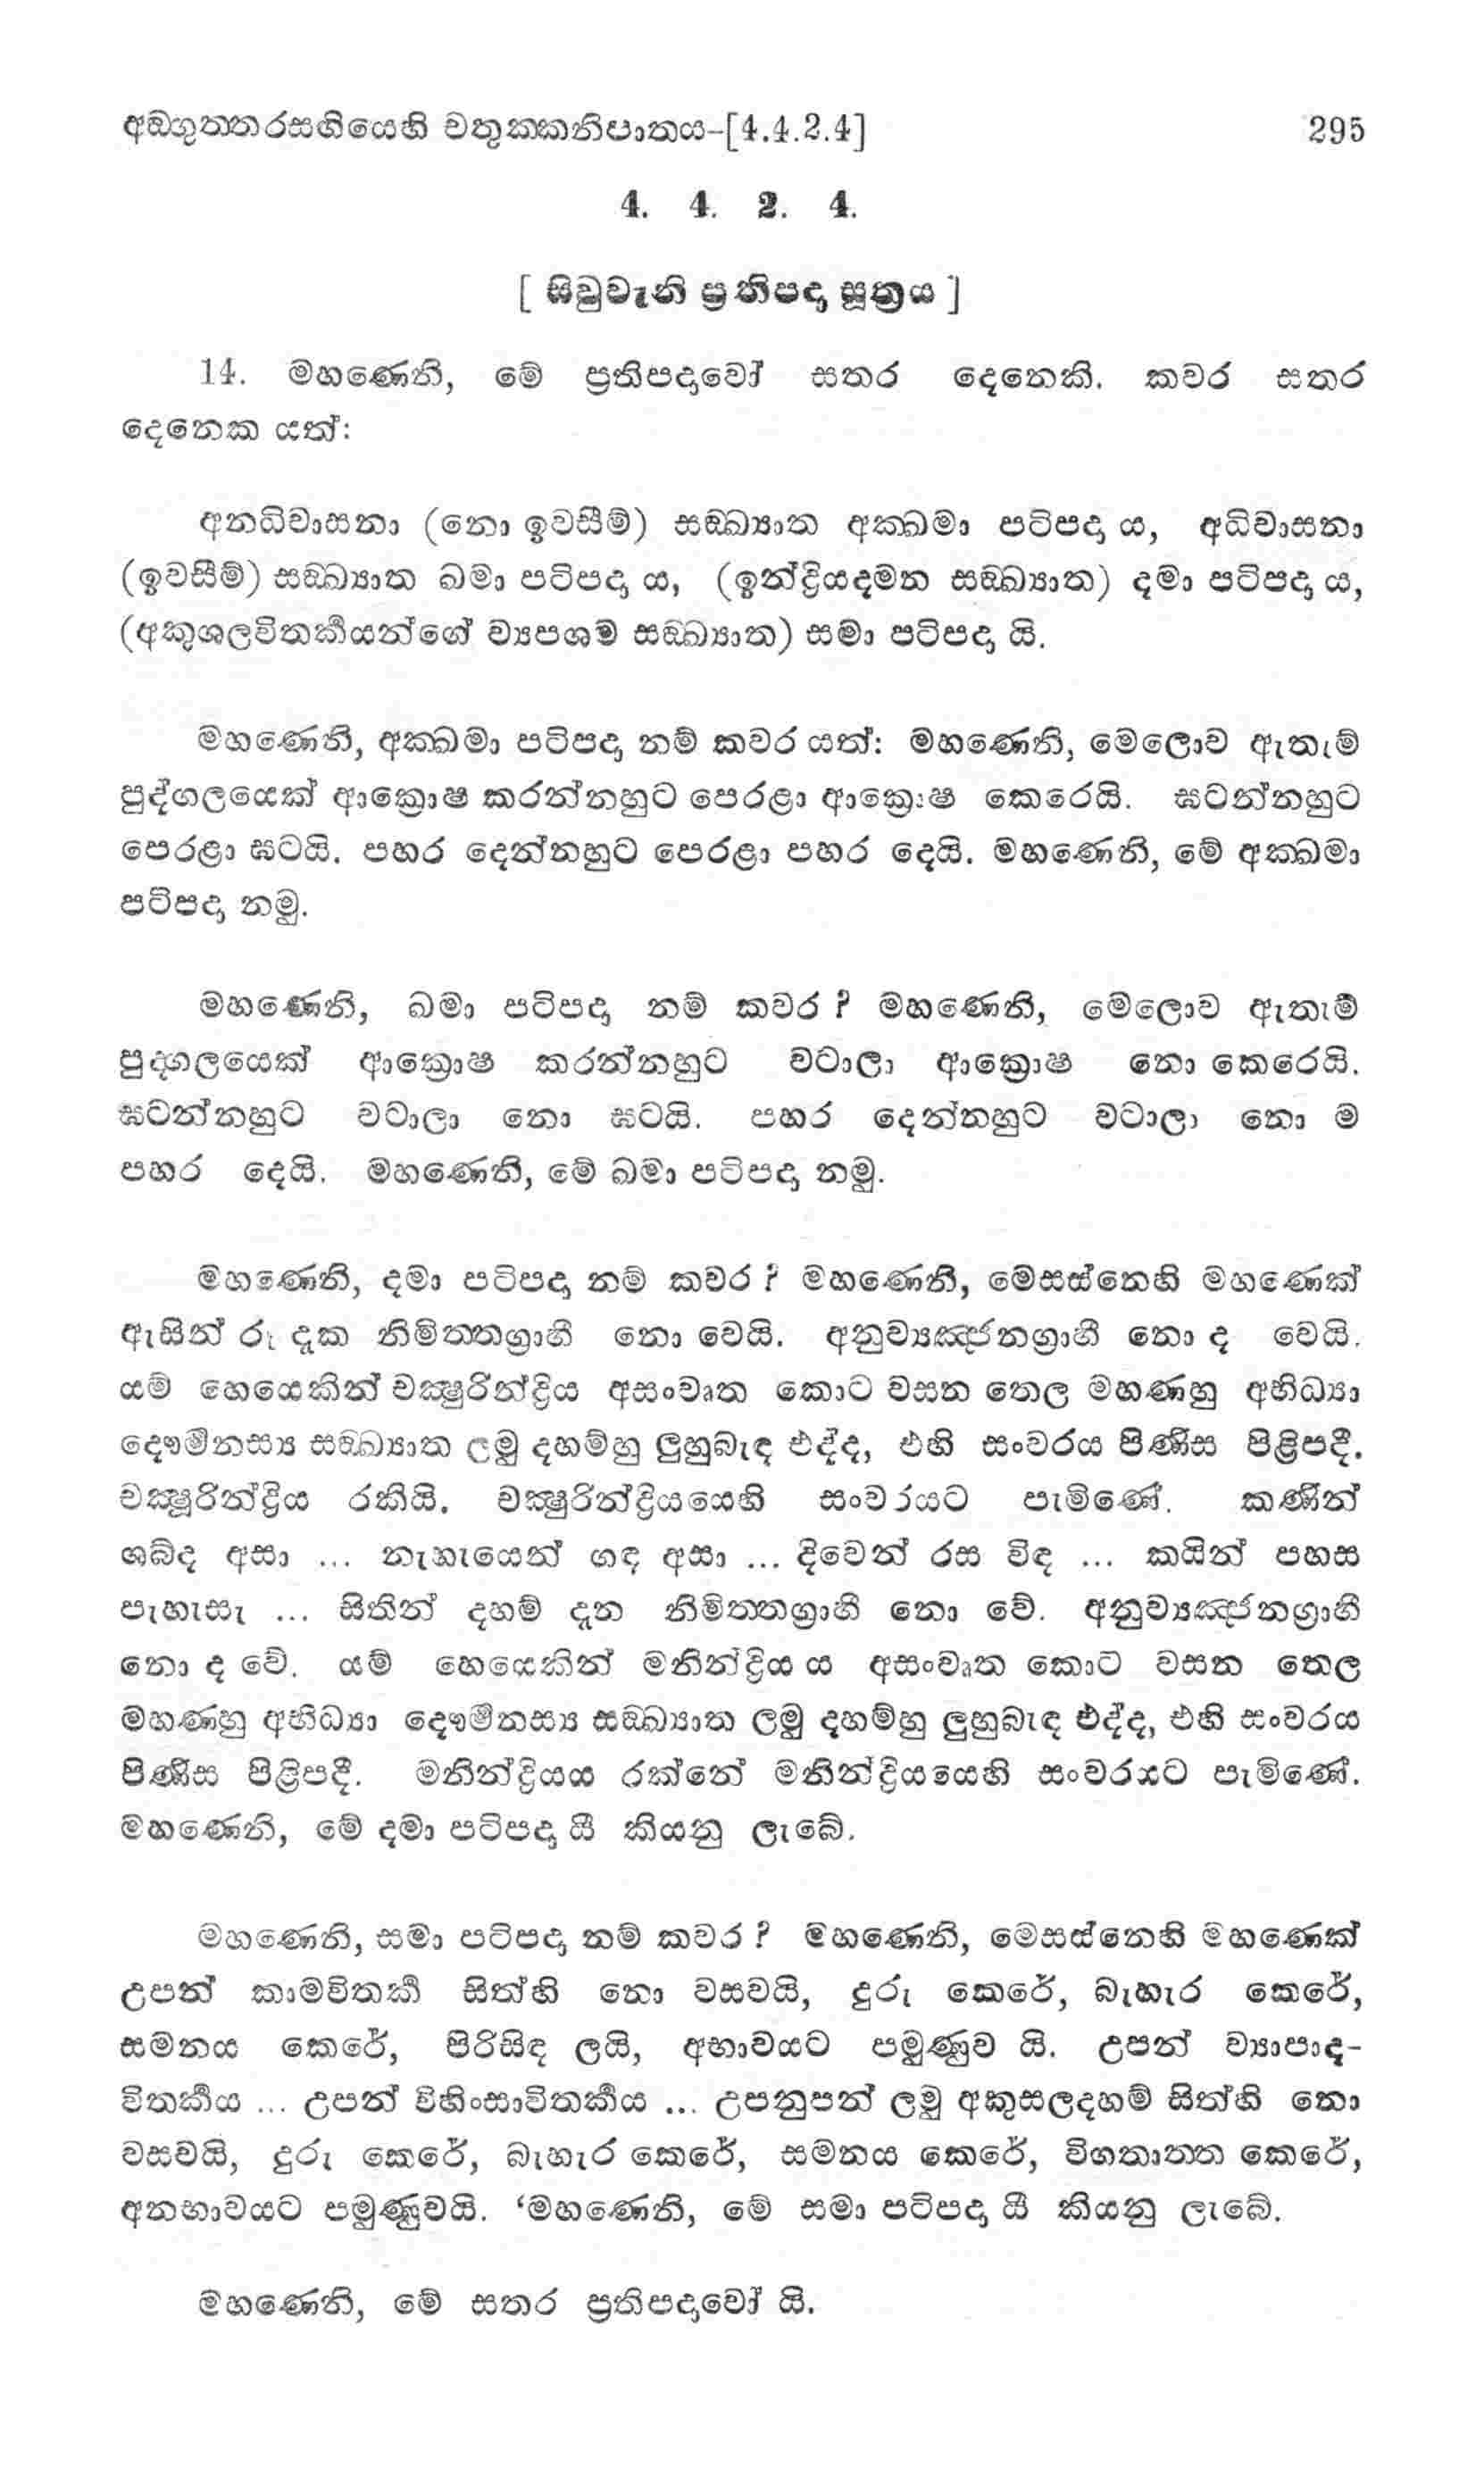 අඞගුත‍්තරසඟියෙහි චතුක‍්කනිපාතය-[4.4.2.4] 295
4. 4. 2. 4.
[ සිවුවැනි ප්‍රතිපදා සූත්‍රය ]
14. මහණෙනි, මේ ප්‍රතිපදාවෝ සතර දෙනෙකි. කවර සතර
දෙනෙක යත්:
අනධිවාසනා (නො ඉවසීම්) සඞ්ඛ්‍යාත අක‍්ඛමා පටිපදා ය, අධිවාසනා
(ඉවසීම්) සඞ්ඛ්‍යාත ඛමා පටිපදා ය, (ඉන්ද්‍රියදමන සඞ්ඛ්‍යාත) දමා පටිපදා ය,
(අකුශලවිතර්‍කයන්ගේ ව්‍යපශම සඞ්ඛ්‍යාත) සමා පටිපදා යි.
මහණෙනි, අක‍්ඛමා පටිපදා නම් කවර යත්: මහණෙනි, මෙලොව ඇතැම්
පුද්ගලයෙක් ආක්‍රොෂ කරන්නහුට පෙරළා ආක්‍රොෂ කෙරෙයි. ඝටන්නහුට
පෙරළා ඝටයි. පහර දෙන්නහුට පෙරළා පහර දෙයි. මහණෙනි, මේ අක‍්ඛමා
පටිපදා නමු.
මහණෙනි, ඛමා පටිපදා නම් කවර ? මහණෙනි, මෙලොව ඇතැම්
පුද‍්ගලයෙක් ආක්‍රොෂ කරන්නහුට වටාලා ආක්‍රොෂ නො කෙරෙයි.
ඝටන්නහුට වටාලා නො ඝටයි. පහර දෙන්නහුට වටාලා නො ම
පහර දෙයි. මහණෙනි, මේ ඛමා පටිපදා නමු.
මහණෙනි, දමා පටිපදා නම් කවර ? මහණෙනි, මෙසස්නෙහි මහණෙක්
ඇසින් රූ දැක නිමිත‍්තග්‍රාහී නො වෙයි. අනුව්‍යඤ්ජනග්‍රාහී නො ද වෙයි.
යම් හෙයෙකින් චක්‍ෂුරින්ද්‍රිය අසංවෘත කොට වසන තෙල මහණහු අභිධ්‍යා
දෞර්මනස්‍ය සඞ්ඛ්‍යාත ලමු දහම්හු ලුහුබැඳ එද්ද, එහි සංවරය පිණිස පිළිපදී.
චක්‍ෂූරින්ද්‍රිය රකියි. චක්‍ෂුරින්ද්‍රියයෙහි සංවරයට පැමිණේ. කණින්
ශබ්ද අසා ... නැහැයෙන් ගඳ අසා ... දිවෙන් රස විඳ ... කයින් පහස
පැහැසැ ... සිතින් දහම් දැන නිමිත‍්තග්‍රාහී නො වේ. අනුව්‍යඤ්ජනග්‍රාහී
නො ද වේ. යම් හෙයෙකින් මනින්ද්‍රිය ය අසංවෘත කොට වසන තෙල
මහණහු අභිධ්‍යා දෞර්මනස්‍ය සඞ්ඛ්‍යාත ලමු දහම්හු ලුහුබැඳ එද්ද, එහි සංවරය
පිණිස පිළිපදී. මනින්ද්‍රියය රක්නේ මනින්ද්‍රියයෙහි සංවරයට පැමිණේ.
මහණෙනි, මේ දමා පටිපදා යී කියනු ලැබේ.
මහණෙනි, සමා පටිපදා නම් කවර ? මහණෙනි, මෙසස්නෙහි මහණෙක්
උපන් කාමවිතර්‍ක සිත්හි නො වසවයි, දුරු කෙරේ, බැහැර කෙරේ,
සමනය කෙරේ, පිරිසිඳ ලයි, අභාවයට පමුණුව යි. උපන් ව්‍යාපාද-
විතර්‍කය ... උපන් විහිංසාවිතර්‍කය ... උපනුපන් ලමු අකුසලදහම් සිත්හි නො
වසවයි, දුරු කෙරේ, බැහැර කෙරේ, සමනය කෙරේ, විගතාන‍්ත කෙරේ,
අනභාවයට පමුණුවයි. ‘මහණෙනි, මේ සමා පටිපදා යී කියනු ලැබේ.
මහණෙනි, මේ සතර ප්‍රතිපදාවෝ යි.